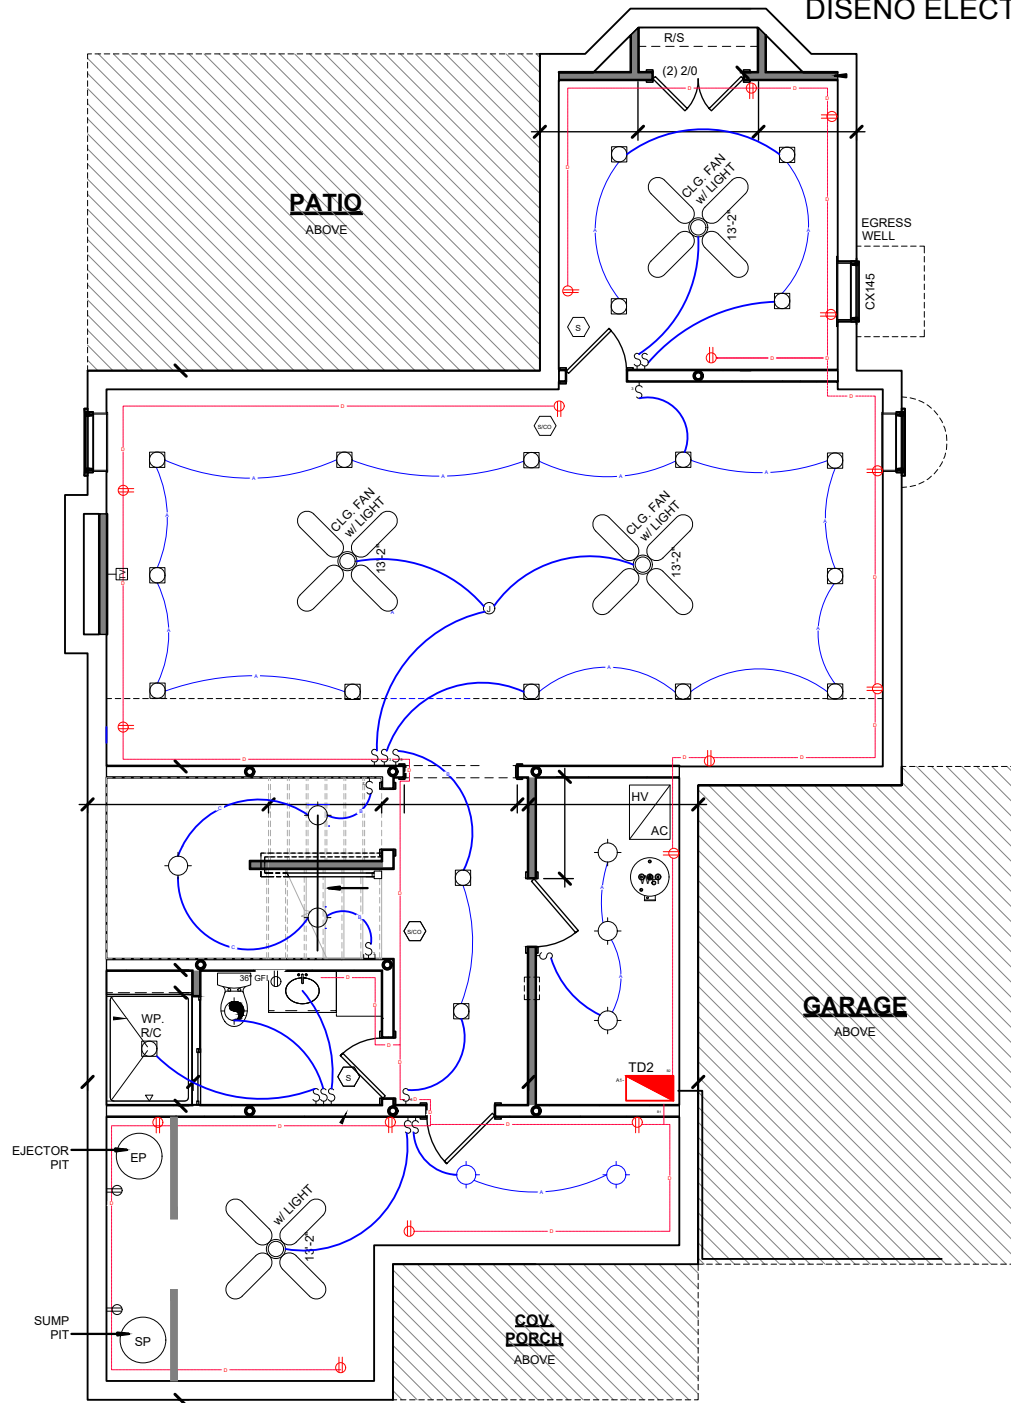 DISEÑO ELECT
R/S
(2) 2/0
PATIO
ABOVE
CLG. FAN
w/ LIGHT
13'-2"
EGRESS
WELL
CX145
S
S/CO
CLG. FAN
w/ LIGHT
13'-2"
CLG. FAN
w/ LIGHT
13'-2"
TV
J
HV
AC
WH
S/CO
36" GFI
WP.
R/C
S
GARAGE
ABOVE
TD2
EJECTOR
PIT
EP
w/ LIGHT
13'-2"
SUMP
PIT
SP
COV.
PORCH
ABOVE